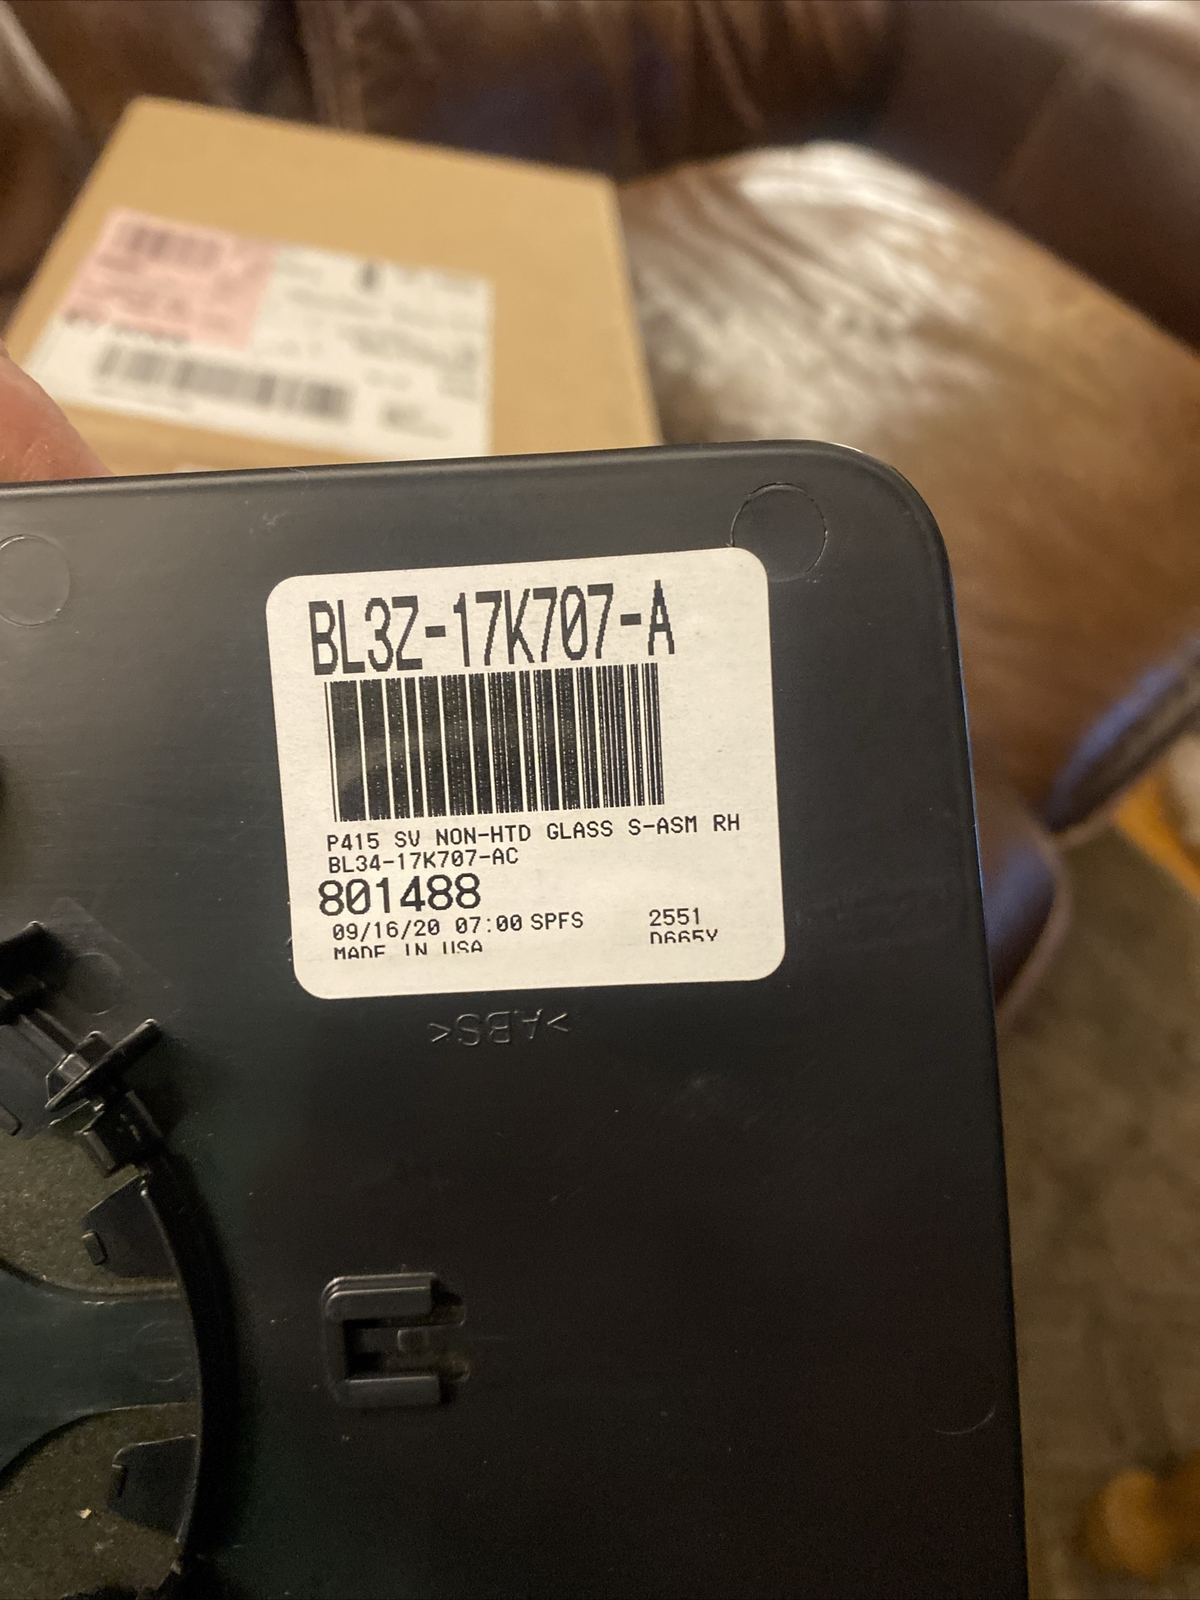 BL3Z-17K707-A
P415 SV NON-HTD GLASS S-ASM RH
BL34-17K707-AC
801488
09/16/20 07:00 SPFS 2551
MADE IN USA D665Y
>ABS<